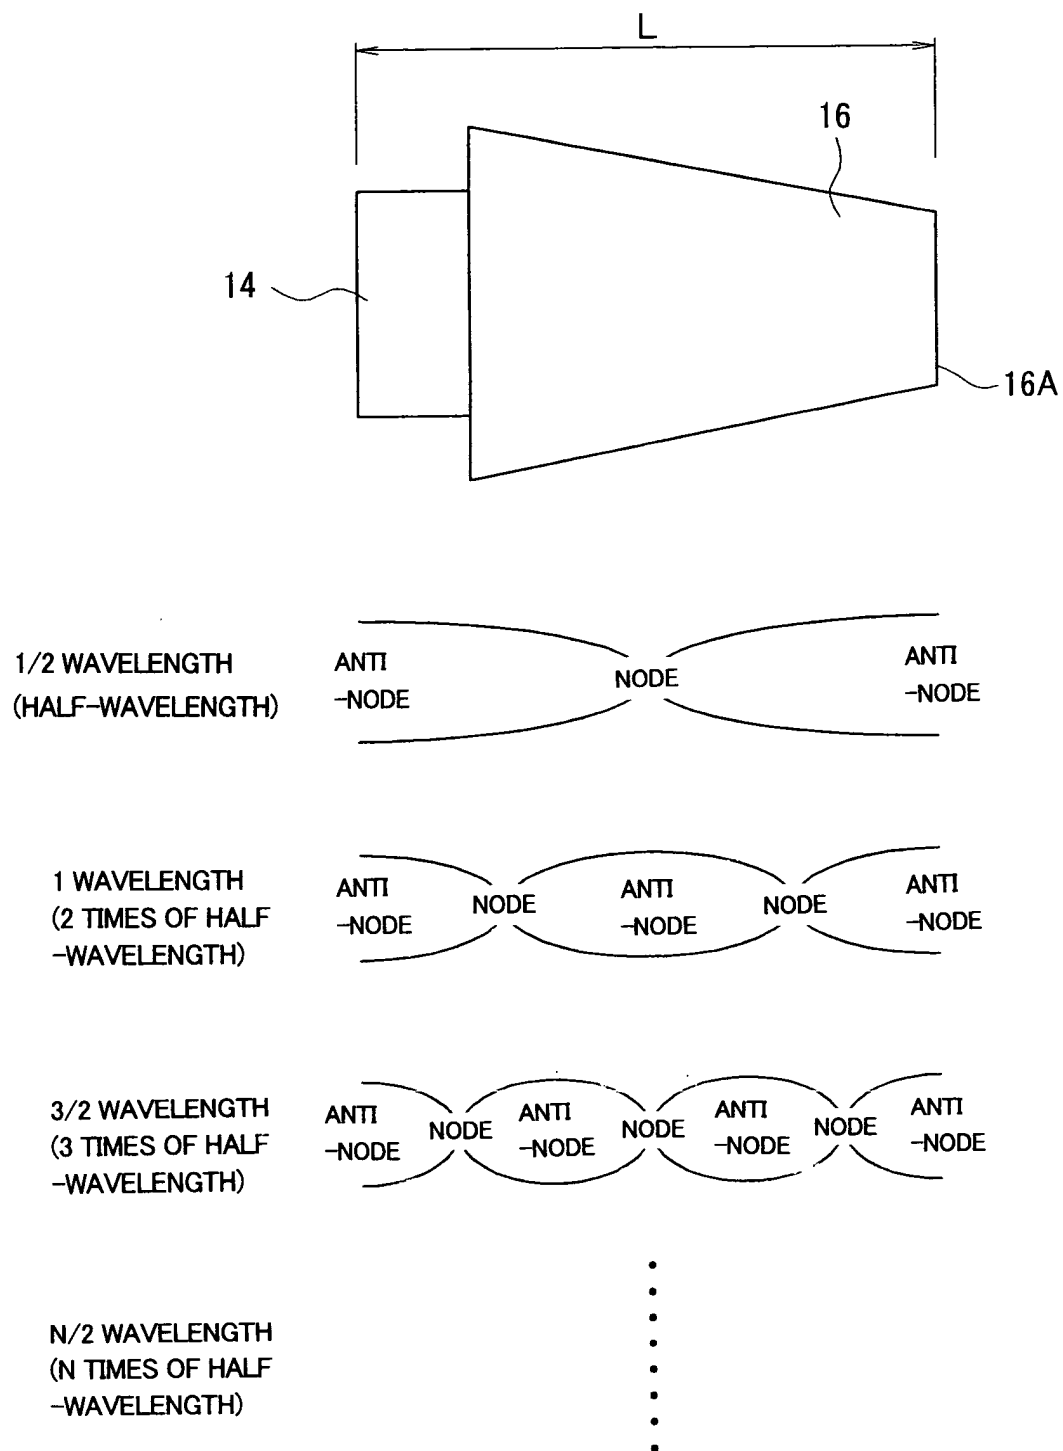 L
16
14
16A
1/2 WAVELENGTH
(HALF-WAVELENGTH)
ANTI
-NODE
NODE
ANTI
-NODE
1 WAVELENGTH
(2 TIMES OF HALF
-WAVELENGTH)
ANTI
-NODE
NODE
ANTI
-NODE
NODE
ANTI
-NODE
3/2 WAVELENGTH
(3 TIMES OF HALF
-WAVELENGTH)
ANTI
-NODE
NODE
ANTI
-NODE
NODE
ANTI
-NODE
NODE
ANTI
-NODE
N/2 WAVELENGTH
(N TIMES OF HALF
-WAVELENGTH)